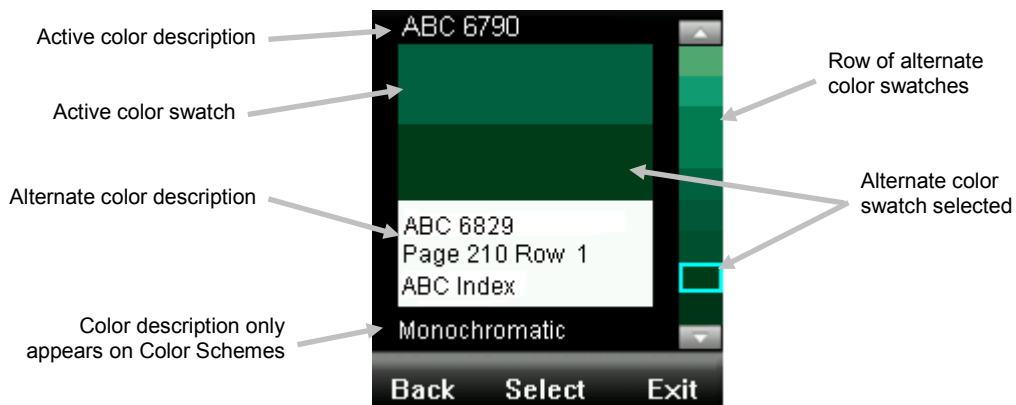 Active color description
ABC 6790
Row of alternate
color swatches
Active color swatch
Alternate color description
Alternate color
swatch selected
ABC 6829
Page 210 Row 1
ABC Index
Color description only
appears on Color Schemes
Monochromatic
Back Select Exit